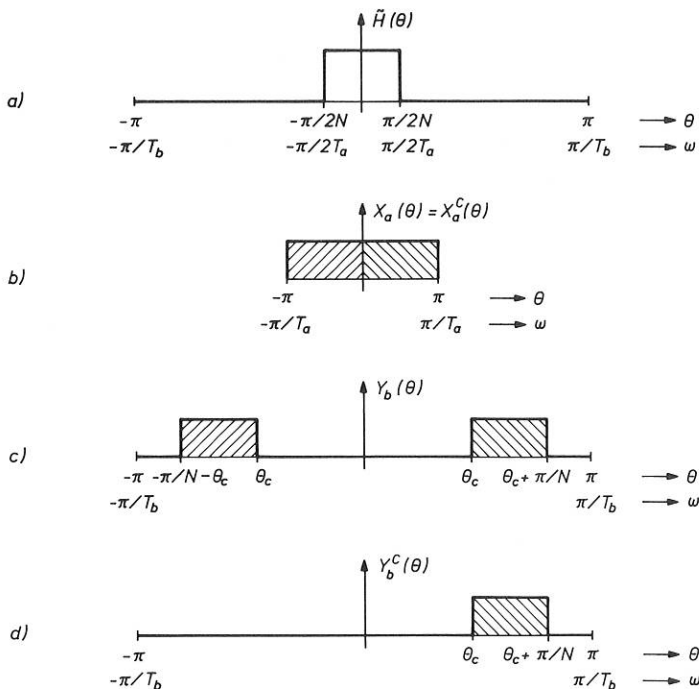 H̃(θ)
a)
-π -π/2N π/2N π → θ
-π/T_b -π/2T_a π/2T_a π/T_b → ω
X_a(θ) = X_a^C(θ)
b)
-π π → θ
-π/T_a π/T_a → ω
Y_b(θ)
c)
-π -π/N-θ_c θ_c θ_c θ_c+π/N π → θ
-π/T_b π/T_b → ω
Y_b^C(θ)
d)
-π θ_c θ_c+π/N π → θ
-π/T_b π/T_b → ω